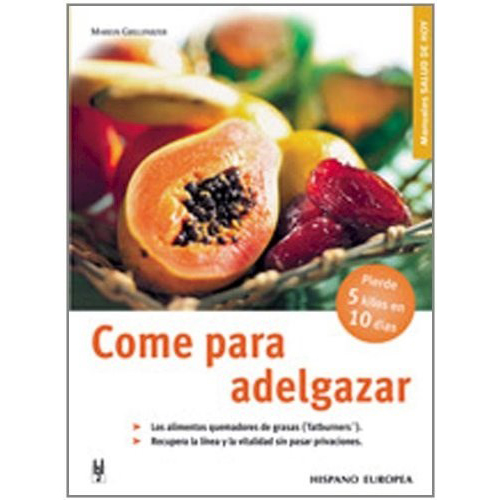 MARION GRILLPARZER
Manuales SALUD DE HOY
Pierde
5 kilos en
10 días
Come para
adelgazar
➤ Los alimentos quemadores de grasas ('fatburners').
➤ Recupera la línea y la vitalidad sin pasar privaciones.
HISPANO EUROPEA